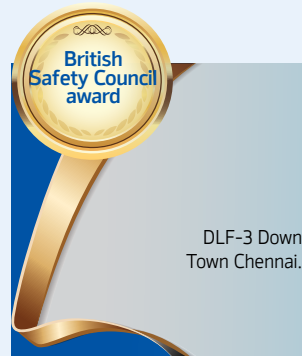 British
Safety Council
award
DLF-3 Down
Town Chennai.